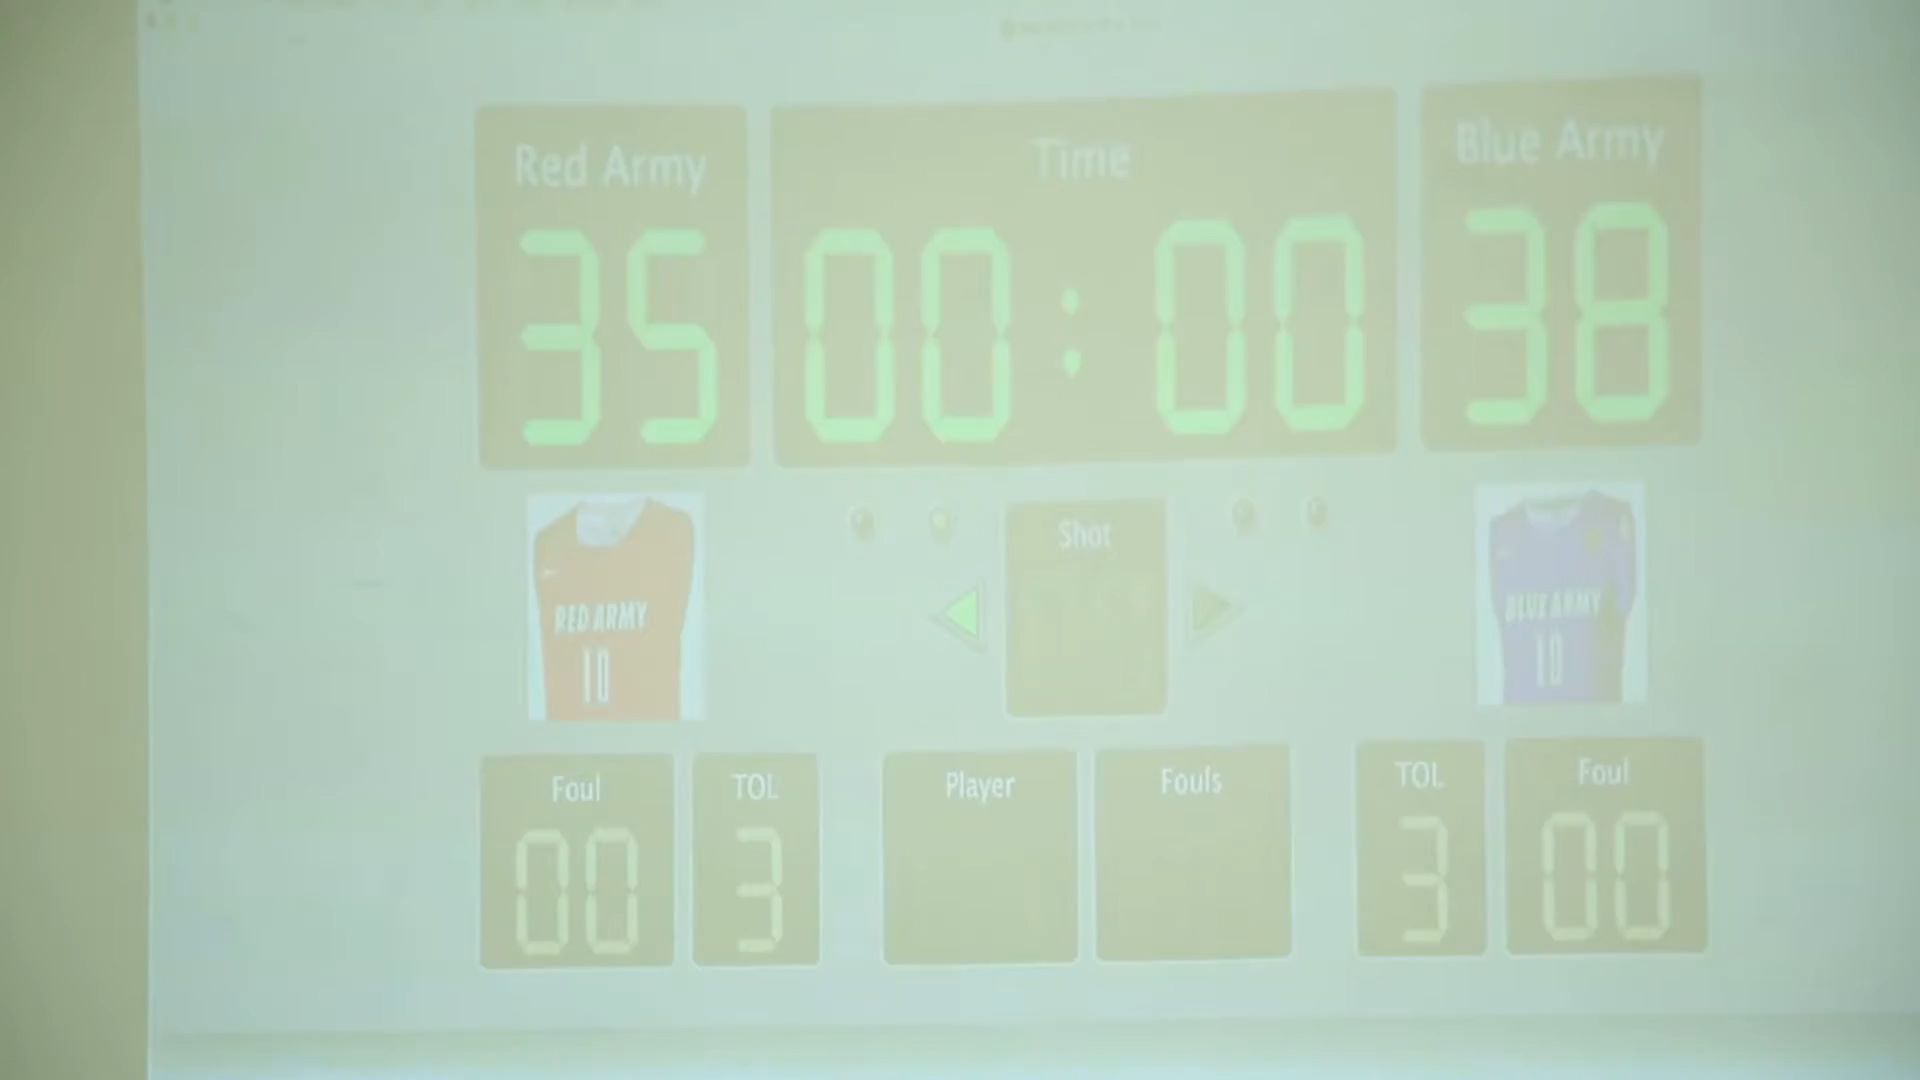 Red Army
Time
Blue Army
35
00:00
38
RED ARMY
10
Shot
BLUE ARMY
10
Foul
TOL
Player
Fouls
TOL
Foul
00
3
3
00